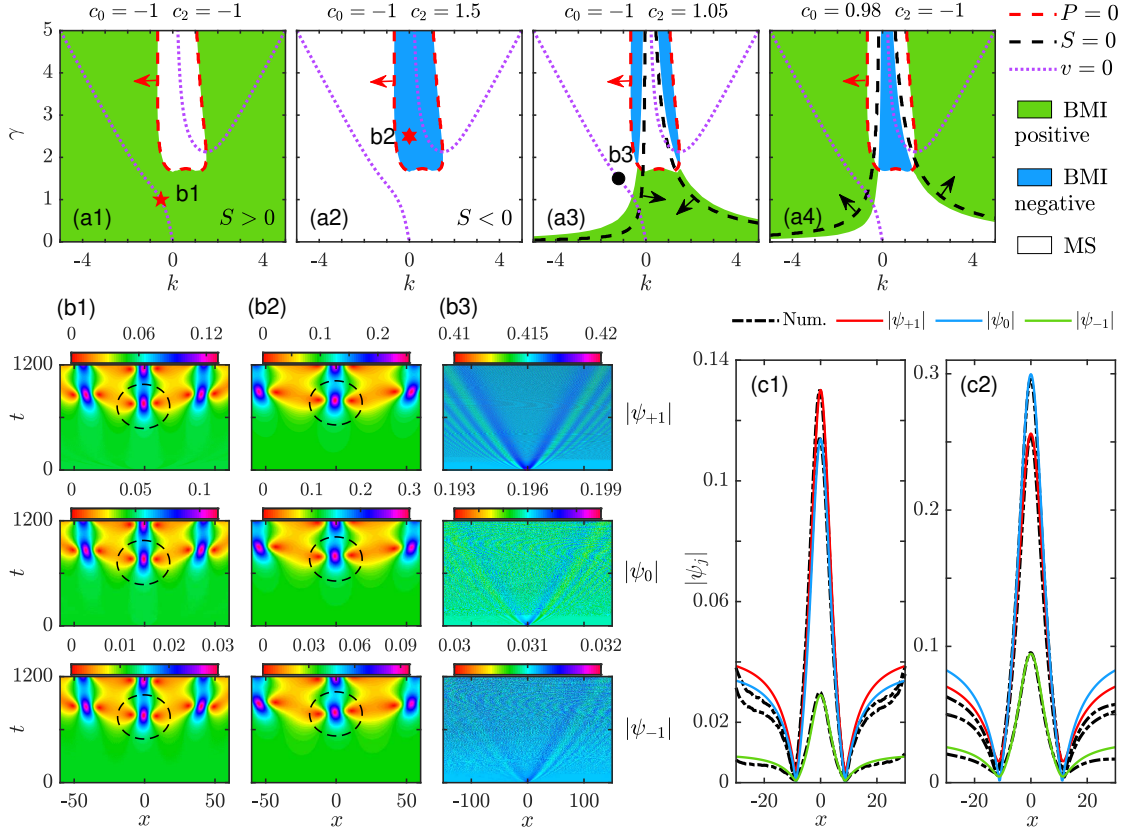 c₀ = −1 c₂ = −1
c₀ = −1 c₂ = 1.5
c₀ = −1 c₂ = 1.05
c₀ = 0.98 c₂ = −1
γ
5
4
3
2
1
0
b1
(a1)
S > 0
b2
(a2)
S < 0
b3
(a3)
(a4)
-4 0 4
-4 0 4
-4 0 4
-4 0 4
k
k
k
k
P = 0
S = 0
v = 0
BMI
positive
BMI
negative
MS
(b1)
(b2)
(b3)
0 0.06 0.12
0 0.1 0.2
0.41 0.415 0.42
1200
t
0
|ψ₊₁|
0 0.05 0.1
0 0.1 0.2 0.3
0.193 0.196 0.199
1200
t
0
|ψ₀|
0 0.01 0.02 0.03
0 0.03 0.06 0.09
0.03 0.031 0.032
1200
t
0
|ψ₋₁|
-50 0 50
-50 0 50
-100 0 100
x
x
x
Num.
|ψ₊₁|
|ψ₀|
|ψ₋₁|
|ψⱼ|
0.14
0.1
0.06
0.02
0
(c1)
-20 0 20
x
0.3
0.2
0.1
0
(c2)
-20 0 20
x